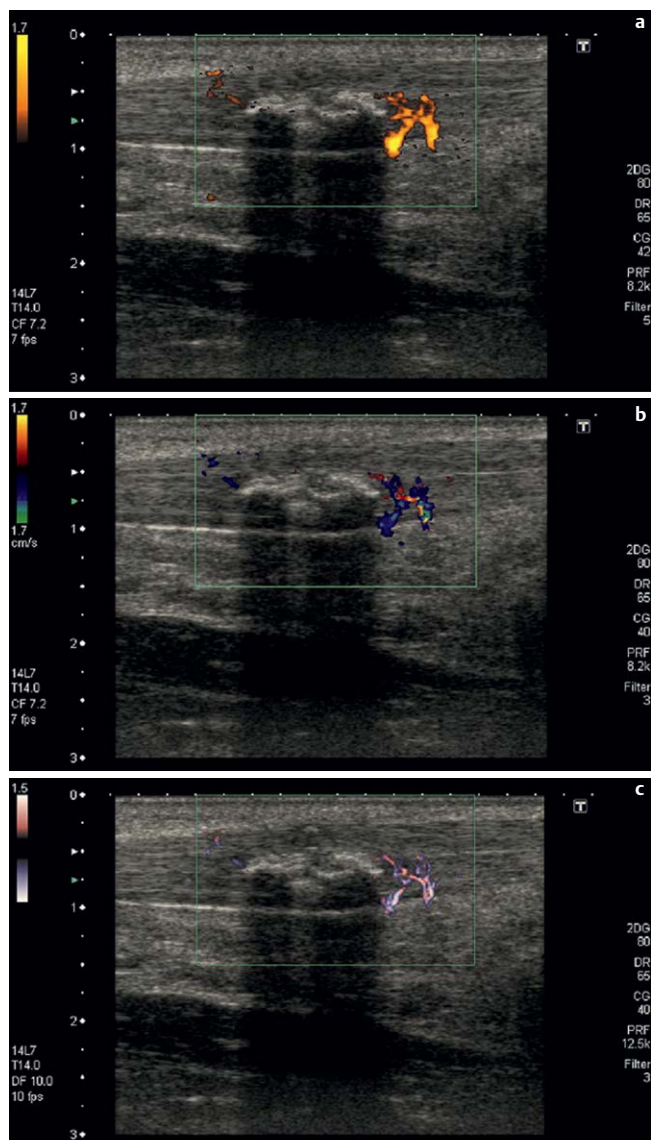 a
1.7
0
T
1
2DG
80
DR
65
CG
42
PRF
8.2k
Filter
5
2
14L7
T14.0
CF 7.2
7 fps
3
b
1.7
0
T
1.7
cm/s
1
2DG
80
DR
65
CG
40
PRF
8.2k
Filter
3
2
14L7
T14.0
CF 7.2
7 fps
3
c
1.5
0
T
1
2DG
80
DR
65
CG
40
PRF
12.5k
Filter
3
2
14L7
T14.0
DF 10.0
10 fps
3